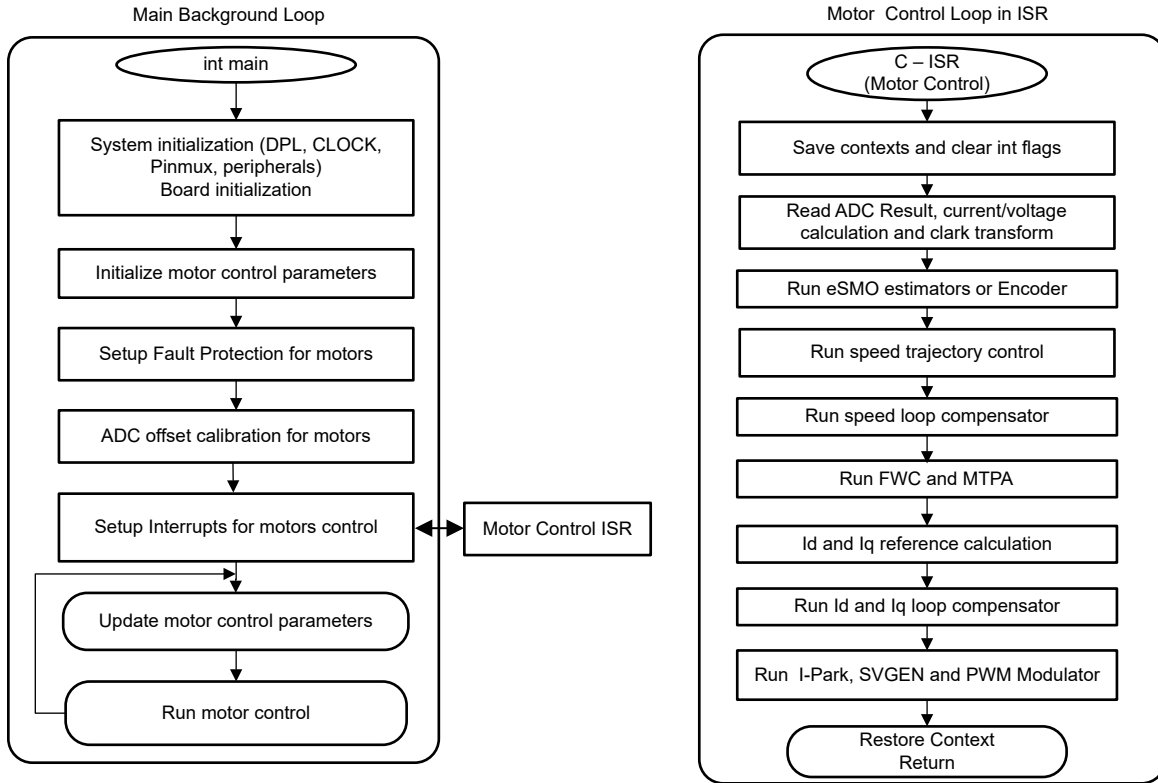 Main Background Loop
int main
System initialization (DPL, CLOCK,
Pinmux, peripherals)
Board initialization
Initialize motor control parameters
Setup Fault Protection for motors
ADC offset calibration for motors
Setup Interrupts for motors control
Motor Control ISR
Update motor control parameters
Run motor control
Motor Control Loop in ISR
C – ISR
(Motor Control)
Save contexts and clear int flags
Read ADC Result, current/voltage
calculation and clark transform
Run eSMO estimators or Encoder
Run speed trajectory control
Run speed loop compensator
Run FWC and MTPA
Id and Iq reference calculation
Run Id and Iq loop compensator
Run I-Park, SVGEN and PWM Modulator
Restore Context
Return